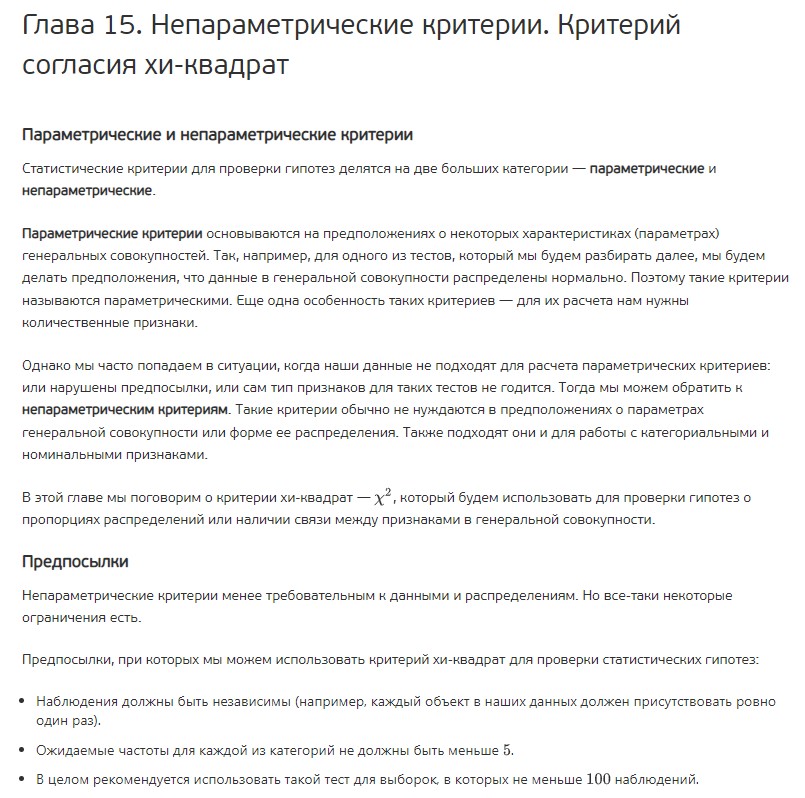 Глава 15. Непараметрические критерии. Критерий
согласия хи-квадрат
Параметрические и непараметрические критерии
Статистические критерии для проверки гипотез делятся на две больших категории — параметрические и
непараметрические.
Параметрические критерии основываются на предположениях о некоторых характеристиках (параметрах)
генеральных совокупностей. Так, например, для одного из тестов, который мы будем разбирать далее, мы будем
делать предположения, что данные в генеральной совокупности распределены нормально. Поэтому такие критерии
называются параметрическими. Еще одна особенность таких критериев — для их расчета нам нужны
количественные признаки.
Однако мы часто попадаем в ситуации, когда наши данные не подходят для расчета параметрических критериев:
или нарушены предпосылки, или сам тип признаков для таких тестов не годится. Тогда мы можем обратить к
непараметрическим критериям. Такие критерии обычно не нуждаются в предположениях о параметрах
генеральной совокупности или форме ее распределения. Также подходят они и для работы с категориальными и
номинальными признаками.
В этой главе мы поговорим о критерии хи-квадрат — χ², который будем использовать для проверки гипотез о
пропорциях распределений или наличии связи между признаками в генеральной совокупности.
Предпосылки
Непараметрические критерии менее требовательным к данными и распределениям. Но все-таки некоторые
ограничения есть.
Предпосылки, при которых мы можем использовать критерий хи-квадрат для проверки статистических гипотез:
• Наблюдения должны быть независимы (например, каждый объект в наших данных должен присутствовать ровно
один раз).
• Ожидаемые частоты для каждой из категорий не должны быть меньше 5.
• В целом рекомендуется использовать такой тест для выборок, в которых не меньше 100 наблюдений.